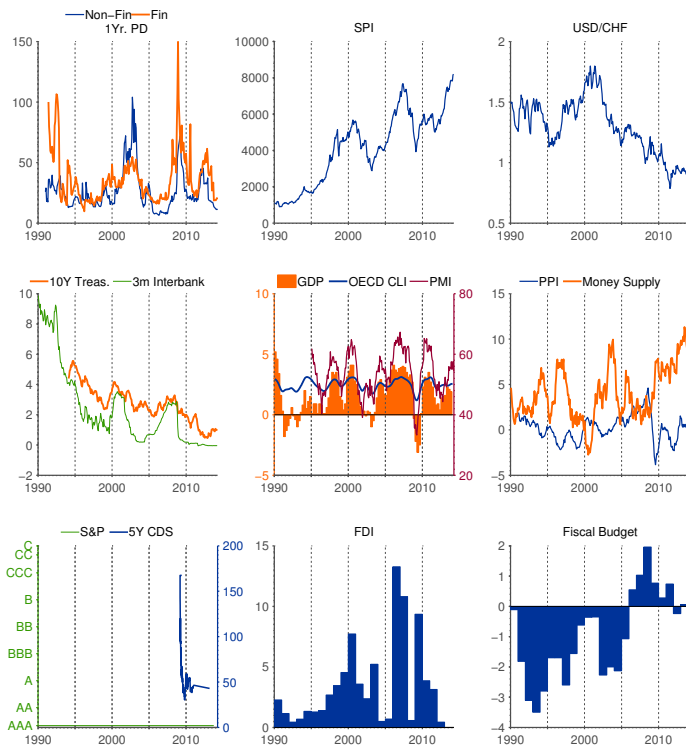 Non−Fin Fin
1Yr. PD
150
100
50
0
1990 2000 2010
SPI
10000
8000
6000
4000
2000
0
1990 2000 2010
USD/CHF
2
1.5
1
0.5
1990 2000 2010
10Y Treas. 3m Interbank
10
8
6
4
2
0
−2
1990 2000 2010
GDP OECD CLI PMI
10 80
5 60
0 40
−5 20
1990 2000 2010
PPI Money Supply
15
10
5
0
−5
1990 2000 2010
S&P 5Y CDS
C 200
CC
CCC
150
B
BB 100
BBB
A 50
AA
AAA 0
1990 2000 2010
FDI
15
10
5
0
1990 2000 2010
Fiscal Budget
2
1
0
−1
−2
−3
−4
1990 2000 2010